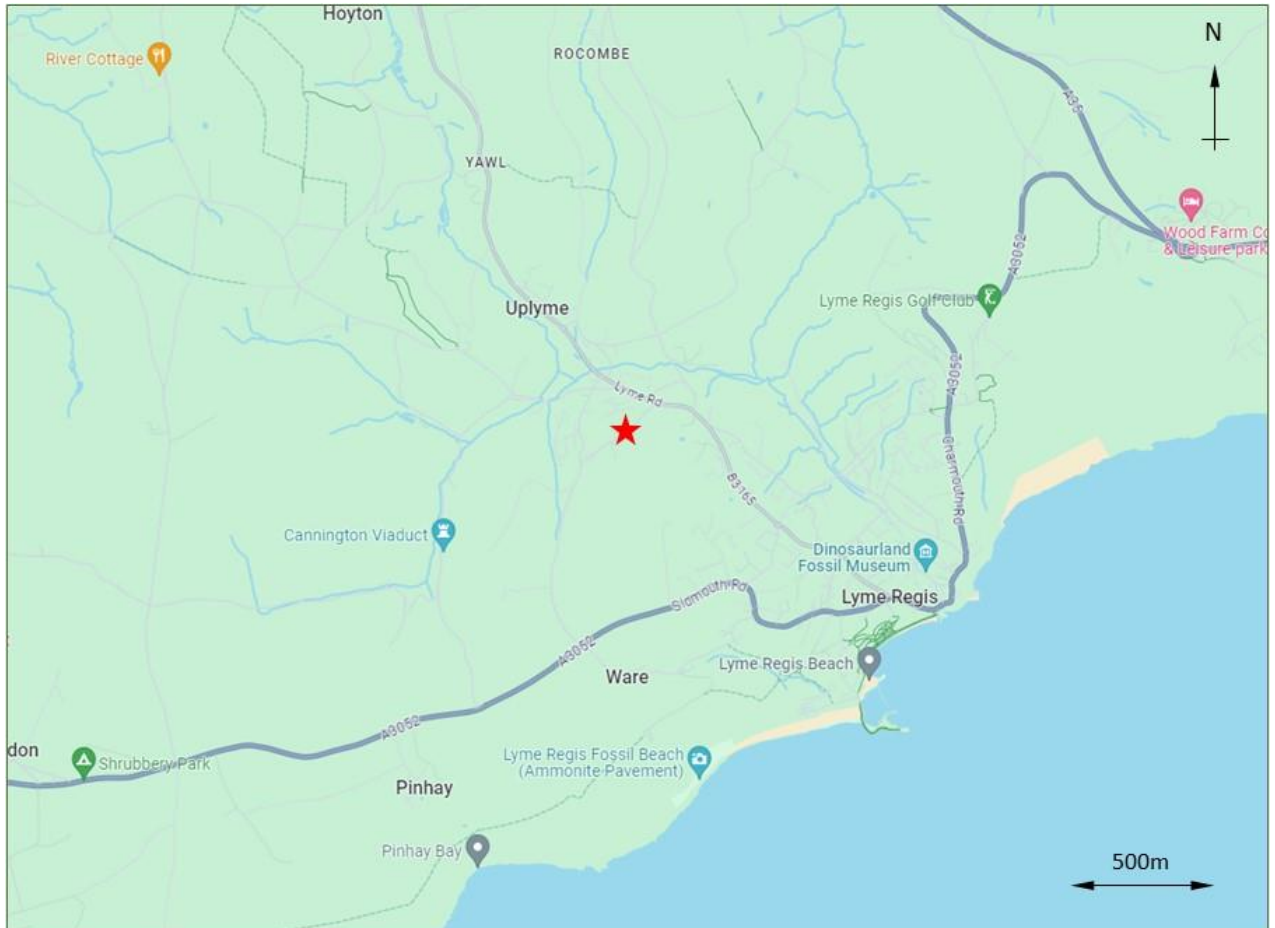 Hoyton
River Cottage
ROCOMBE
N
A35
YAWL
A3052
Wood Farm Co
& Leisure park
Lyme Regis Golf Club
Uplyme
A3052
Lyme Rd
Charmouth Rd
B3165
Cannington Viaduct
Dinosaurland
Fossil Museum
Sidmouth Rd
Lyme Regis
A3052
Lyme Regis Beach
Ware
A3052
don
Shrubbery Park
Lyme Regis Fossil Beach
(Ammonite Pavement)
Pinhay
Pinhay Bay
500m